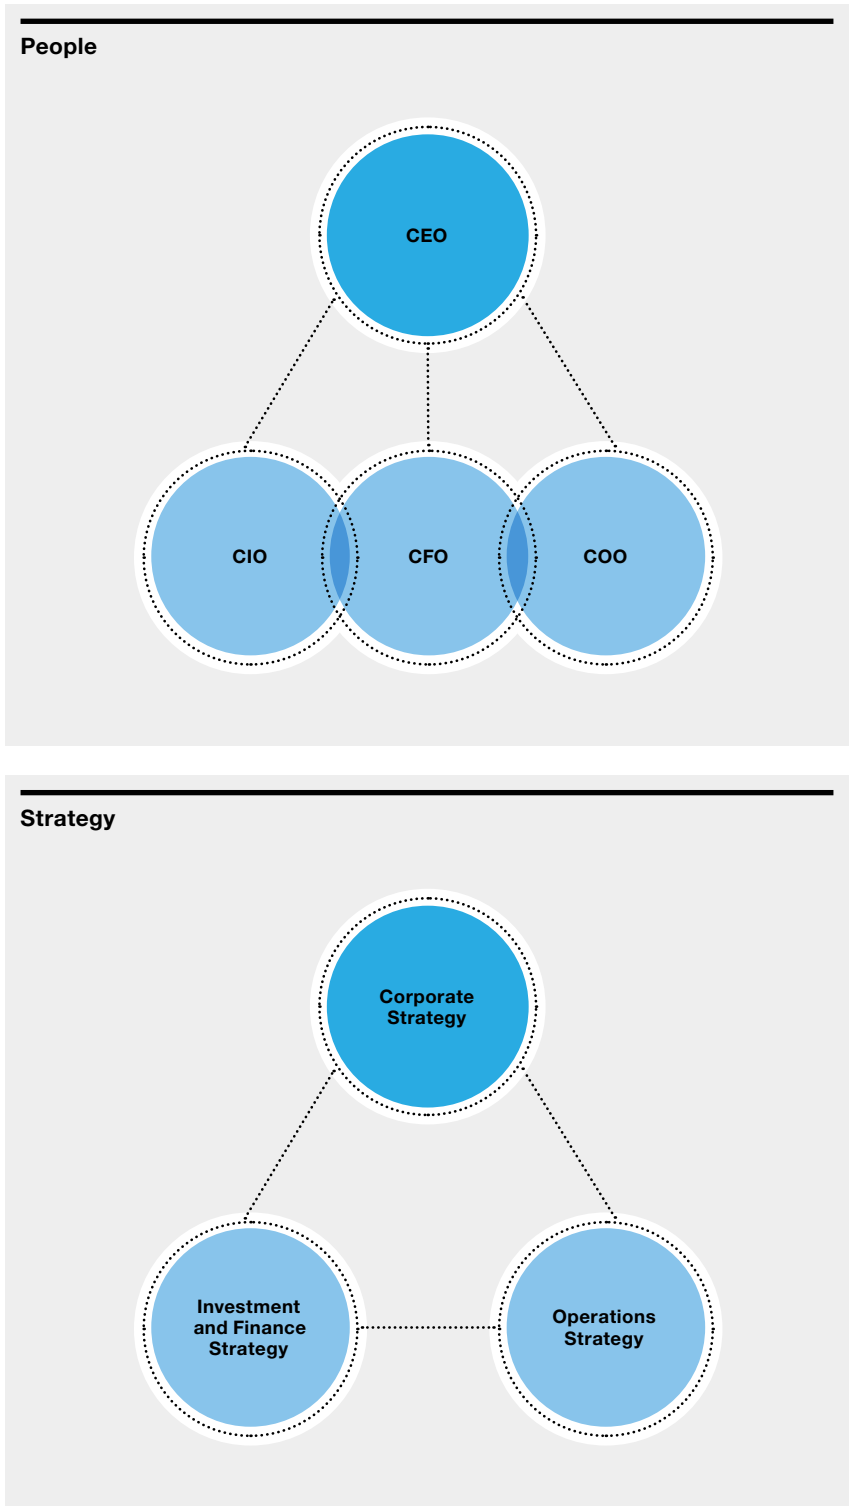 People
CEO
CIO
CFO
COO
Strategy
Corporate
Strategy
Investment
and Finance
Strategy
Operations
Strategy